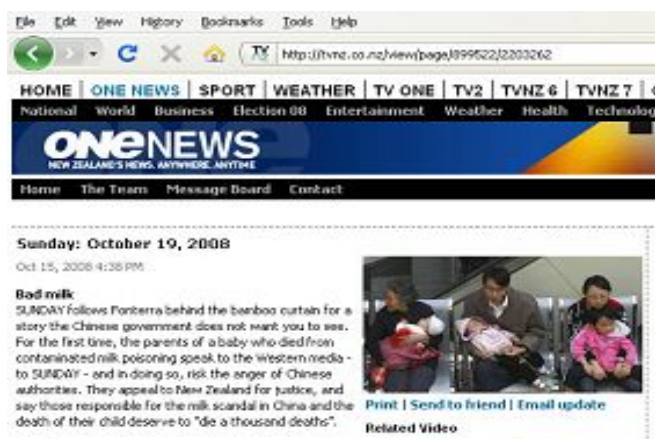 File Edit View History Bookmarks Tools Help
http://tvnz.co.nz/view/page/899522/2203262
HOME | ONE NEWS | SPORT | WEATHER | TV ONE | TV2 | TVNZ 6 | TVNZ 7 |
National World Business Election 08 Entertainment Weather Health Technolog
ONE NEWS
NEW ZEALAND'S NEWS. ANYWHERE. ANYTIME
Home The Team Message Board Contact
Sunday: October 19, 2008
Oct 15, 2008 4:38 PM
Bad milk
SUNDAY follows Fonterra behind the bamboo curtain for a
story the Chinese government does not want you to see.
For the first time, the parents of a baby who died from
contaminated milk poisoning speak to the Western media -
to SUNDAY - and in doing so, risk the anger of Chinese
authorities. They appeal to New Zealand for justice, and
say those responsible for the milk scandal in China and the
death of their child deserve to "die a thousand deaths".
Print | Send to friend | Email update
Related Video